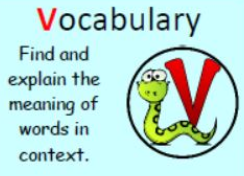 Vocabulary
Find and
explain the
meaning of
words in
context.
V